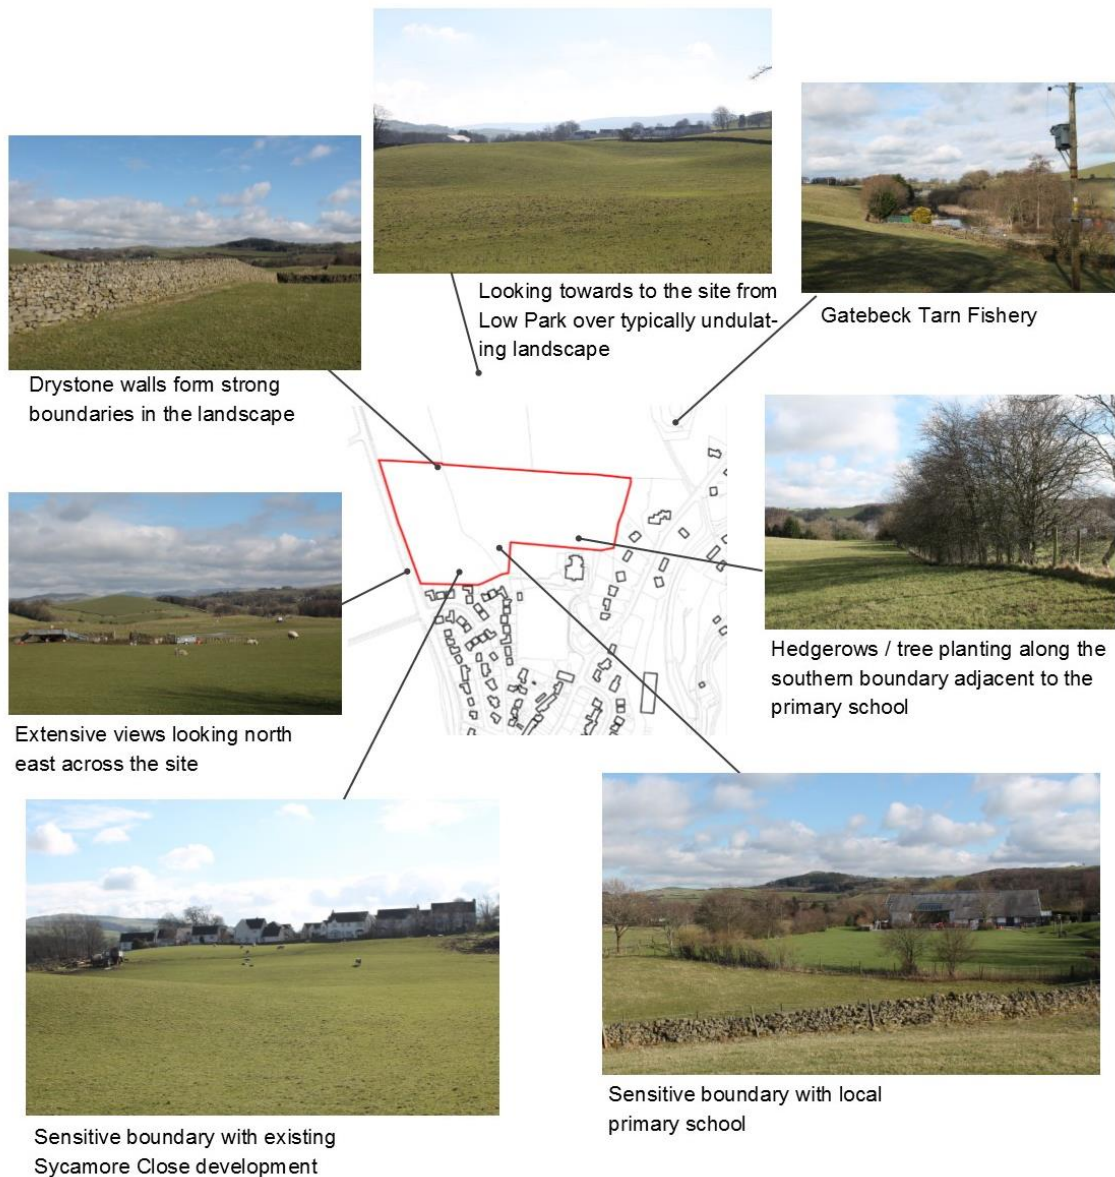 Looking towards to the site from
Low Park over typically undulat-
ing landscape
Gatebeck Tarn Fishery
Drystone walls form strong
boundaries in the landscape
Hedgerows / tree planting along the
southern boundary adjacent to the
primary school
Extensive views looking north
east across the site
Sensitive boundary with local
primary school
Sensitive boundary with existing
Sycamore Close development